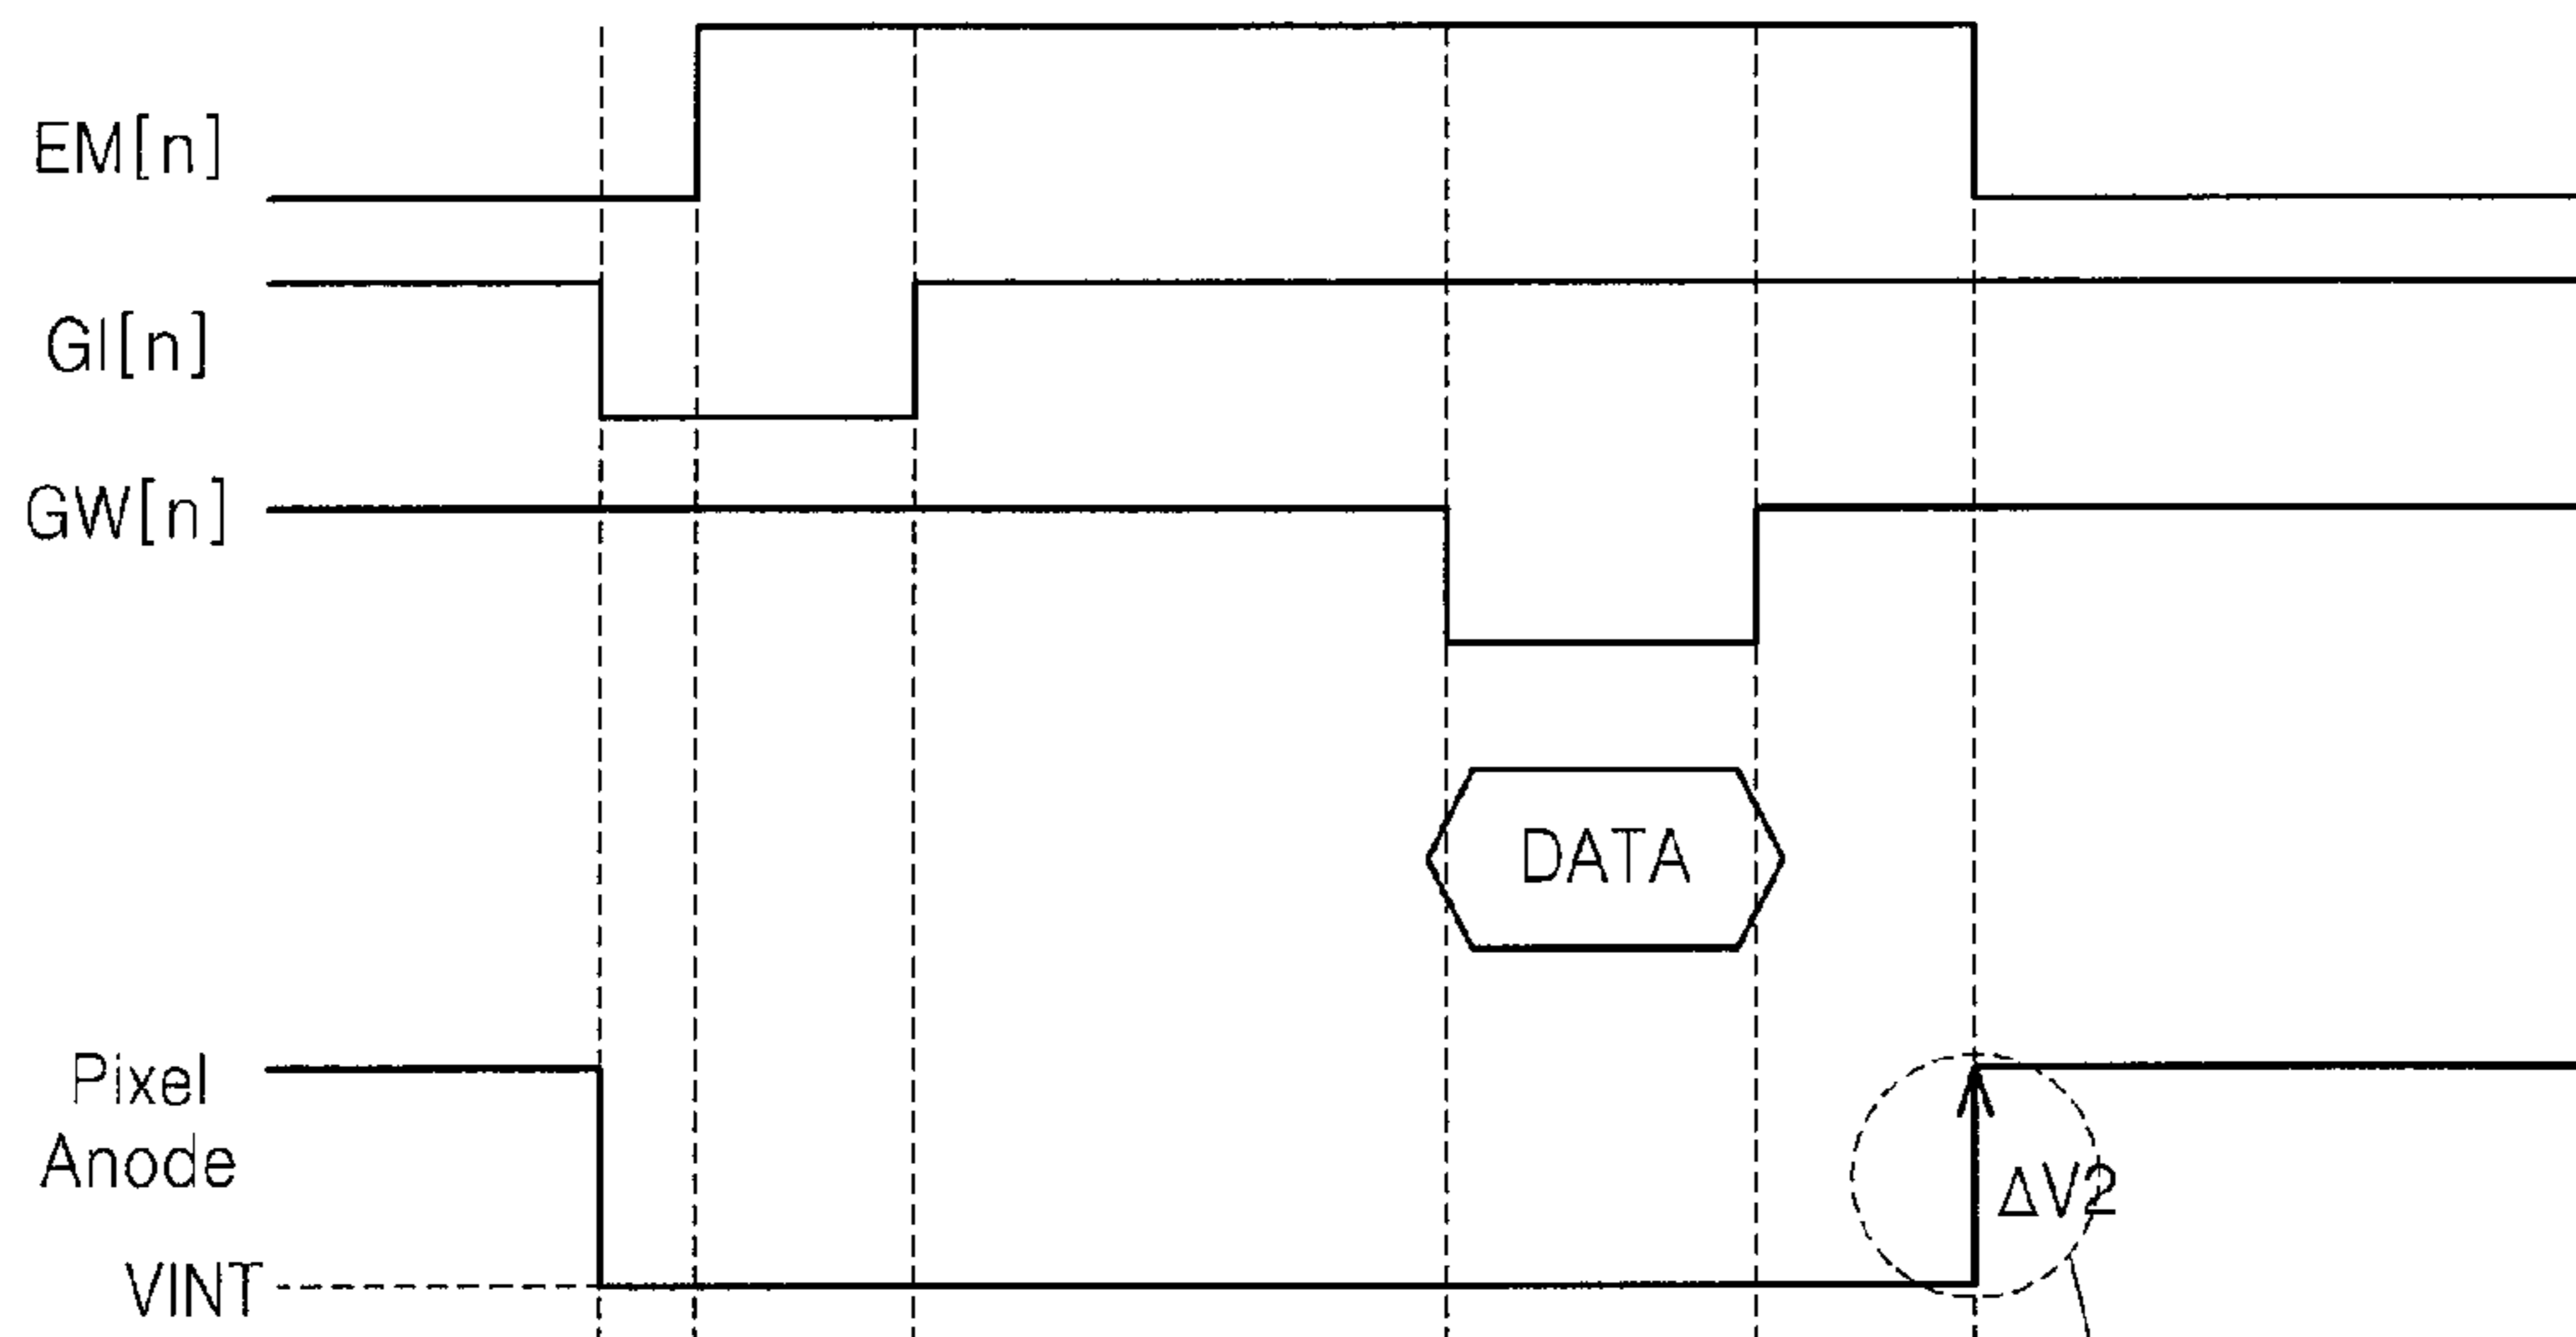 EM[n]
GI[n]
GW[n]
DATA
Pixel
Anode
ΔV2
VINT